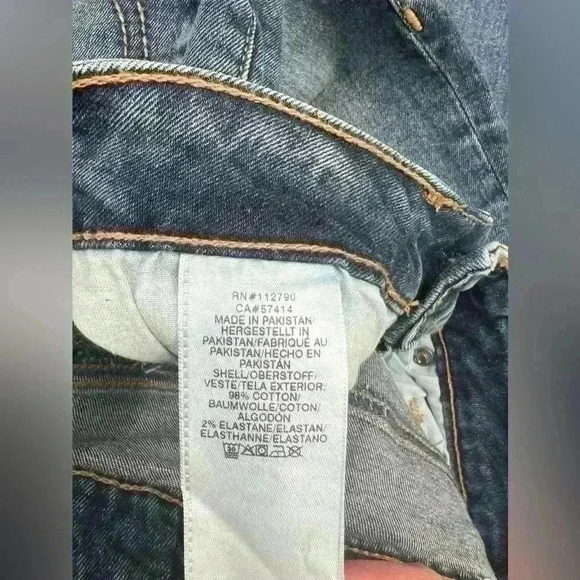 RN#112790
CA#57414
MADE IN PAKISTAN/
HERGESTELLT IN
PAKISTAN/FABRIQUÉ AU
PAKISTAN/HECHO EN
PAKISTÁN
SHELL/OBERSTOFF/
VESTE/TELA EXTERIOR:
98% COTTON/
BAUMWOLLE/COTON/
ALGODÓN
2% ELASTANE/ELASTAN/
ELASTHANNE/ELASTANO
30